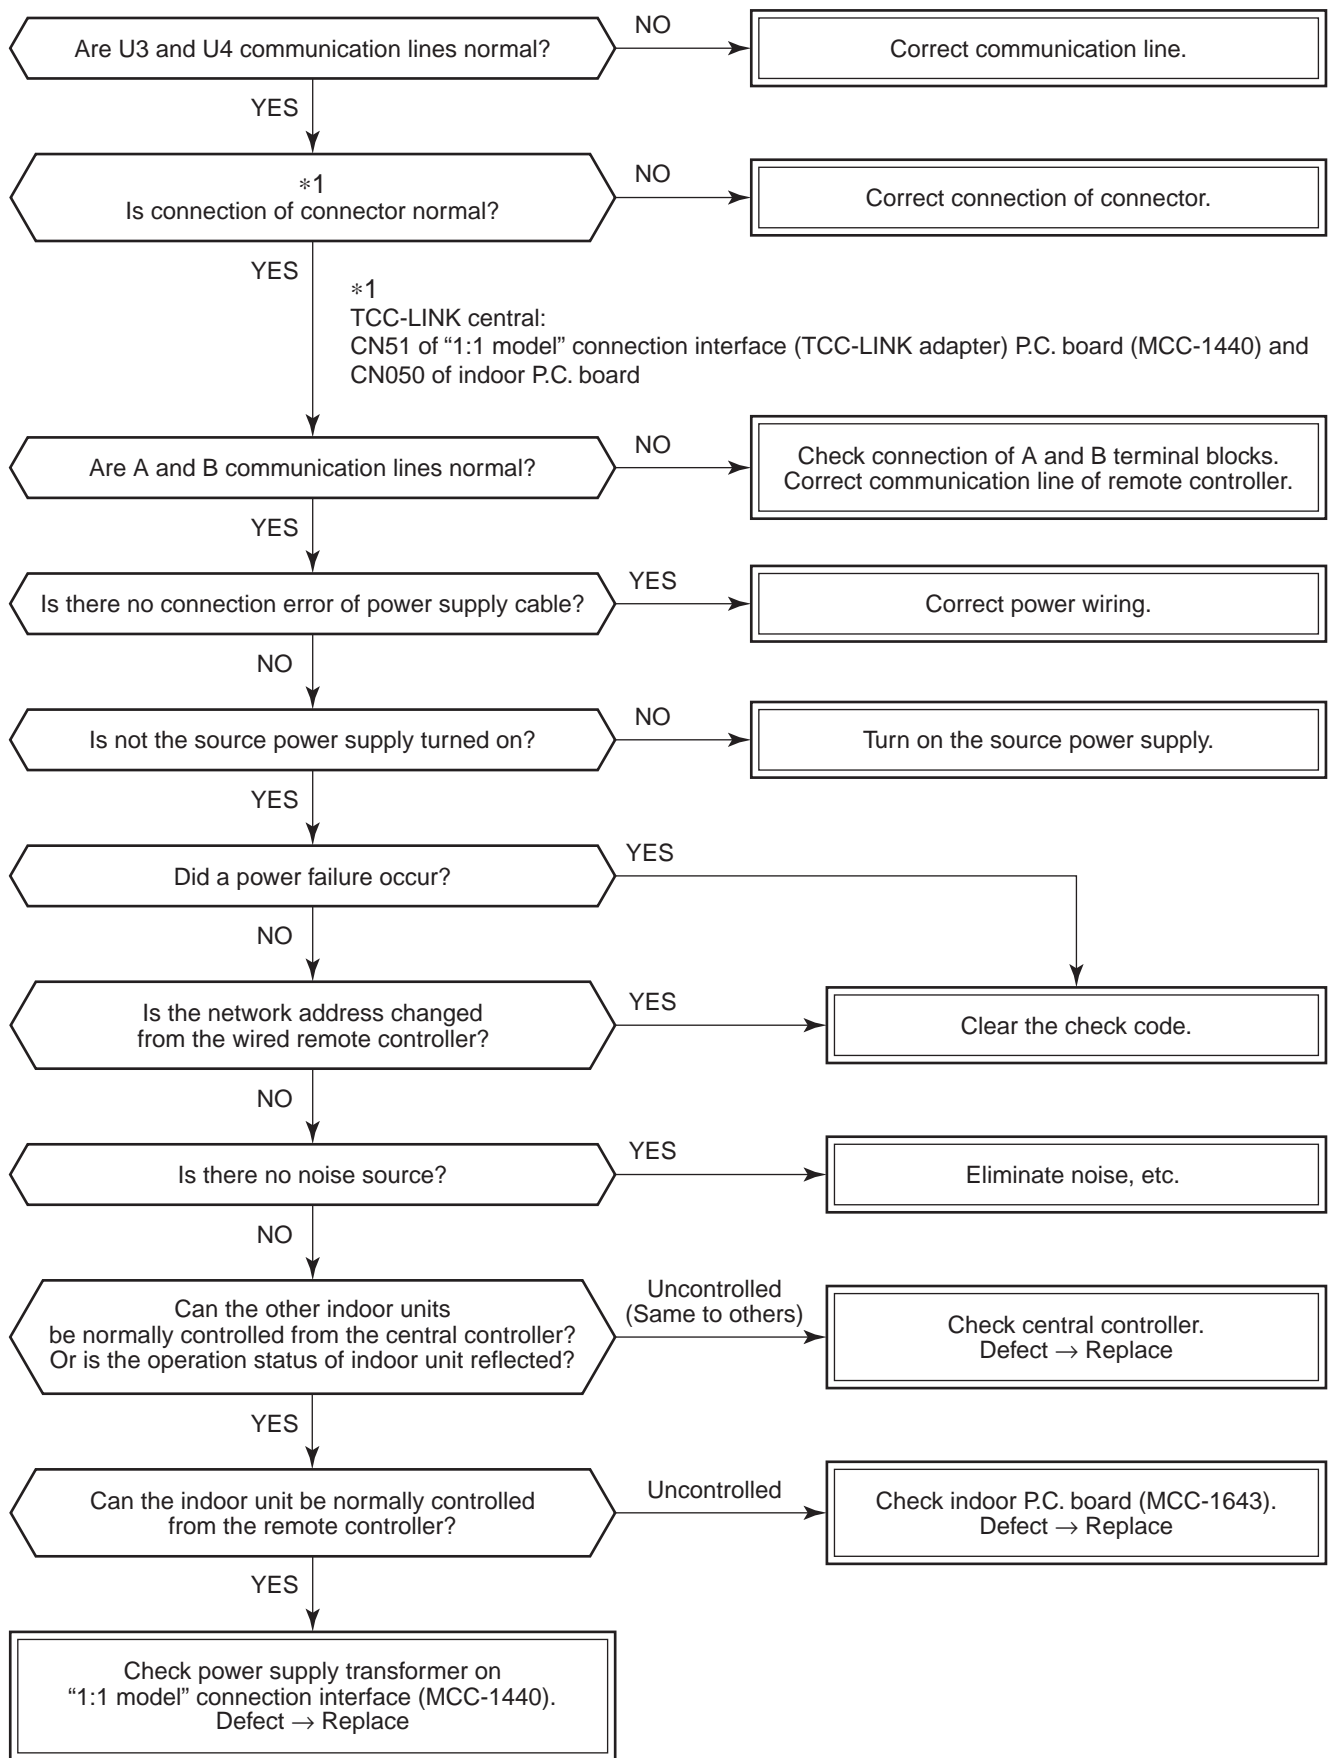 Are U3 and U4 communication lines normal?
NO
Correct communication line.
YES
*1
Is connection of connector normal?
NO
Correct connection of connector.
YES
*1
TCC-LINK central:
CN51 of “1:1 model” connection interface (TCC-LINK adapter) P.C. board (MCC-1440) and
CN050 of indoor P.C. board
Are A and B communication lines normal?
NO
Check connection of A and B terminal blocks.
Correct communication line of remote controller.
YES
Is there no connection error of power supply cable?
YES
Correct power wiring.
NO
Is not the source power supply turned on?
NO
Turn on the source power supply.
YES
Did a power failure occur?
YES
NO
Is the network address changed
from the wired remote controller?
YES
Clear the check code.
NO
Is there no noise source?
YES
Eliminate noise, etc.
NO
Can the other indoor units
be normally controlled from the central controller?
Or is the operation status of indoor unit reflected?
Uncontrolled
(Same to others)
Check central controller.
Defect → Replace
YES
Can the indoor unit be normally controlled
from the remote controller?
Uncontrolled
Check indoor P.C. board (MCC-1643).
Defect → Replace
YES
Check power supply transformer on
“1:1 model” connection interface (MCC-1440).
Defect → Replace